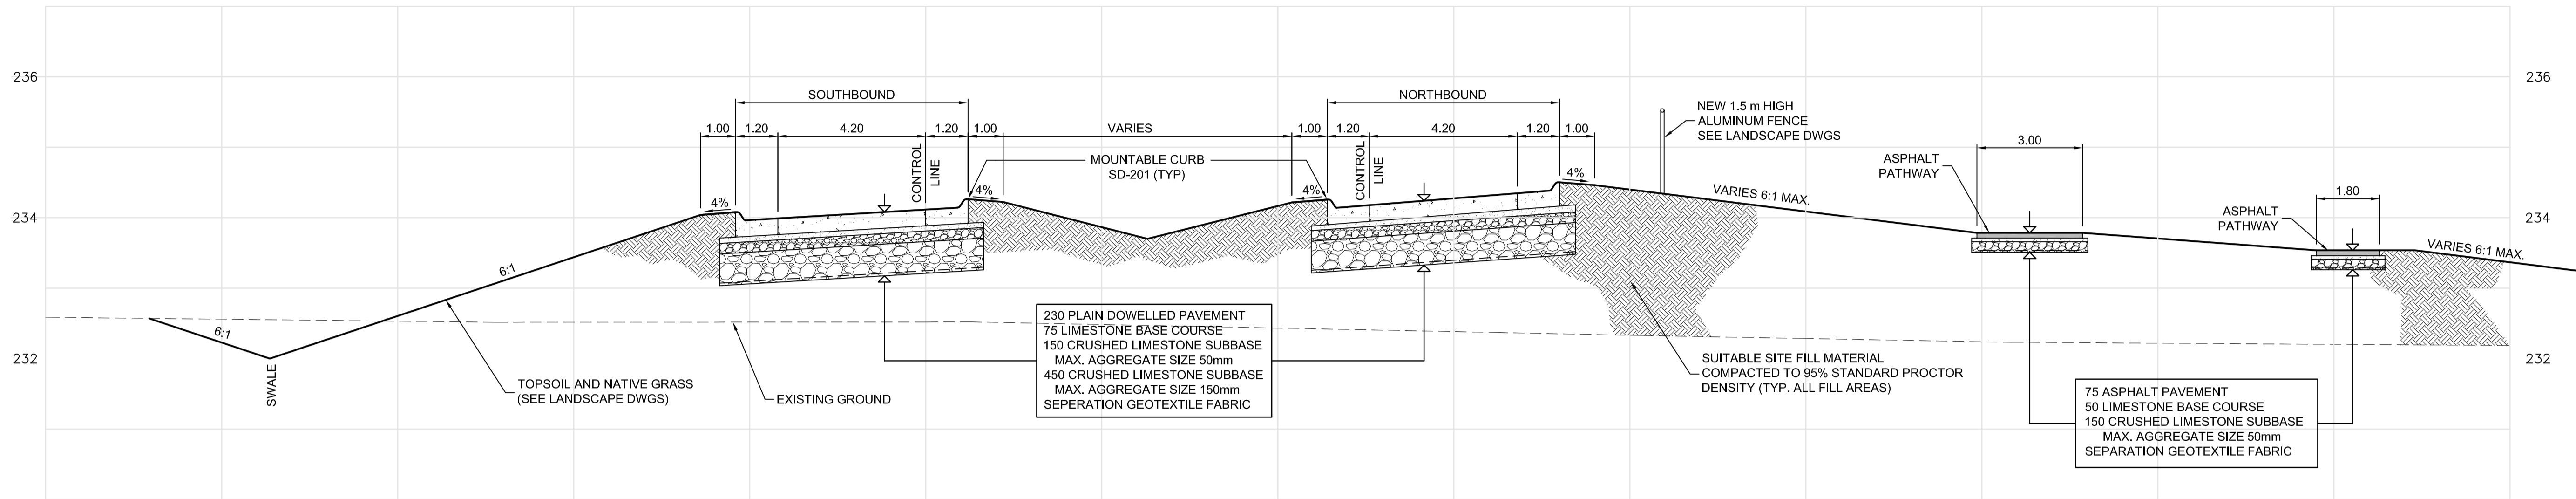 236
236
SOUTHBOUND
NORTHBOUND
NEW 1.5 m HIGH
ALUMINUM FENCE
SEE LANDSCAPE DWGS
1.00
1.20
4.20
1.20
1.00
VARIES
1.00
1.20
4.20
1.20
1.00
3.00
CONTROL
LINE
MOUNTABLE CURB
SD-201 (TYP)
CONTROL
LINE
ASPHALT
PATHWAY
4%
4%
4%
4%
VARIES 6:1 MAX.
1.80
ASPHALT
PATHWAY
234
234
VARIES 6:1 MAX.
6:1
6:1
230 PLAIN DOWELLED PAVEMENT
75 LIMESTONE BASE COURSE
150 CRUSHED LIMESTONE SUBBASE
MAX. AGGREGATE SIZE 50mm
450 CRUSHED LIMESTONE SUBBASE
MAX. AGGREGATE SIZE 150mm
SEPERATION GEOTEXTILE FABRIC
232
232
SWALE
TOPSOIL AND NATIVE GRASS
(SEE LANDSCAPE DWGS)
EXISTING GROUND
SUITABLE SITE FILL MATERIAL
COMPACTED TO 95% STANDARD PROCTOR
DENSITY (TYP. ALL FILL AREAS)
75 ASPHALT PAVEMENT
50 LIMESTONE BASE COURSE
150 CRUSHED LIMESTONE SUBBASE
MAX. AGGREGATE SIZE 50mm
SEPARATION GEOTEXTILE FABRIC